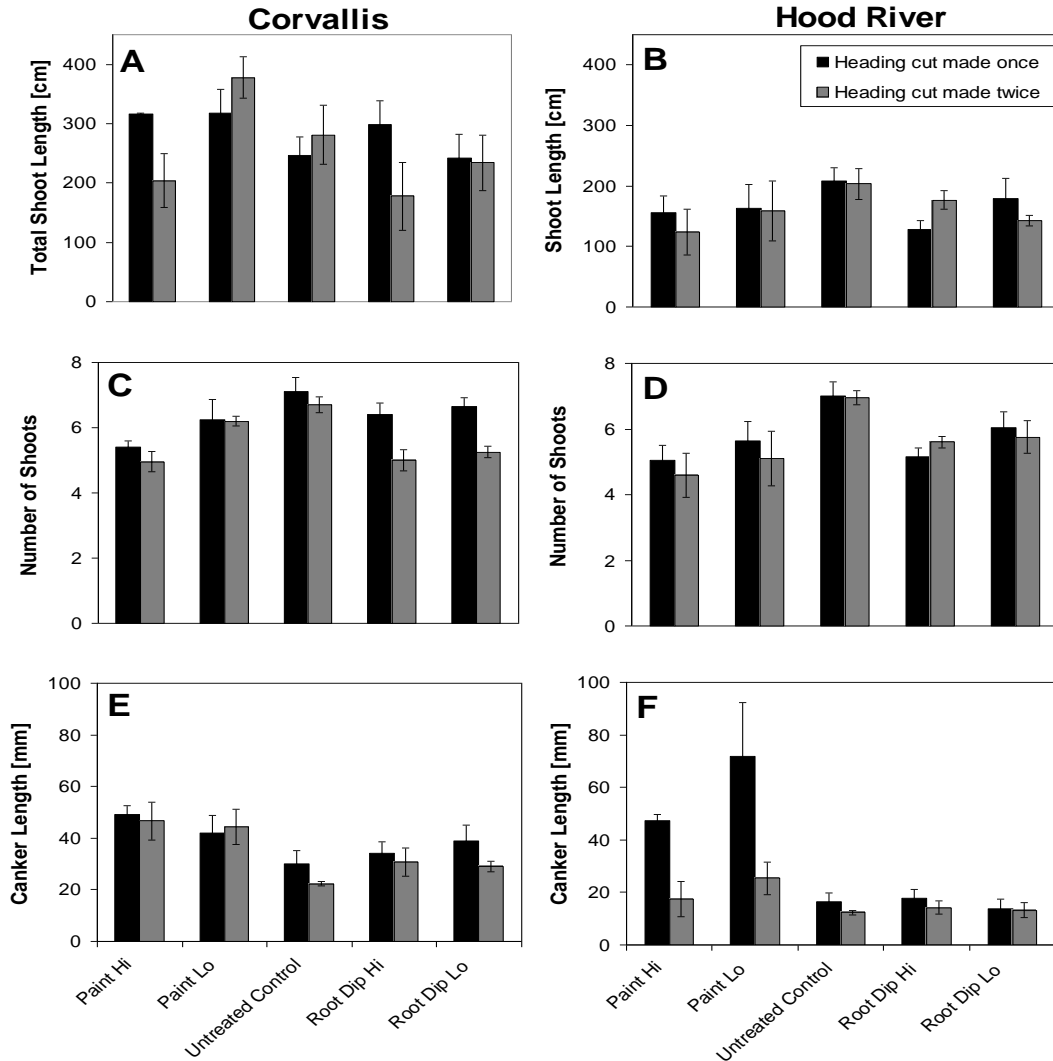 Corvallis
Hood River
A
B
Heading cut made once
Heading cut made twice
Total Shoot Length [cm]
400
300
200
100
0
Shoot Length [cm]
400
300
200
100
0
C
D
Number of Shoots
8
6
4
2
0
Number of Shoots
8
6
4
2
0
E
F
Canker Length [mm]
100
80
60
40
20
0
Paint Hi
Paint Lo
Untreated Control
Root Dip Hi
Root Dip Lo
Canker Length [mm]
100
80
60
40
20
0
Paint Hi
Paint Lo
Untreated Control
Root Dip Hi
Root Dip Lo